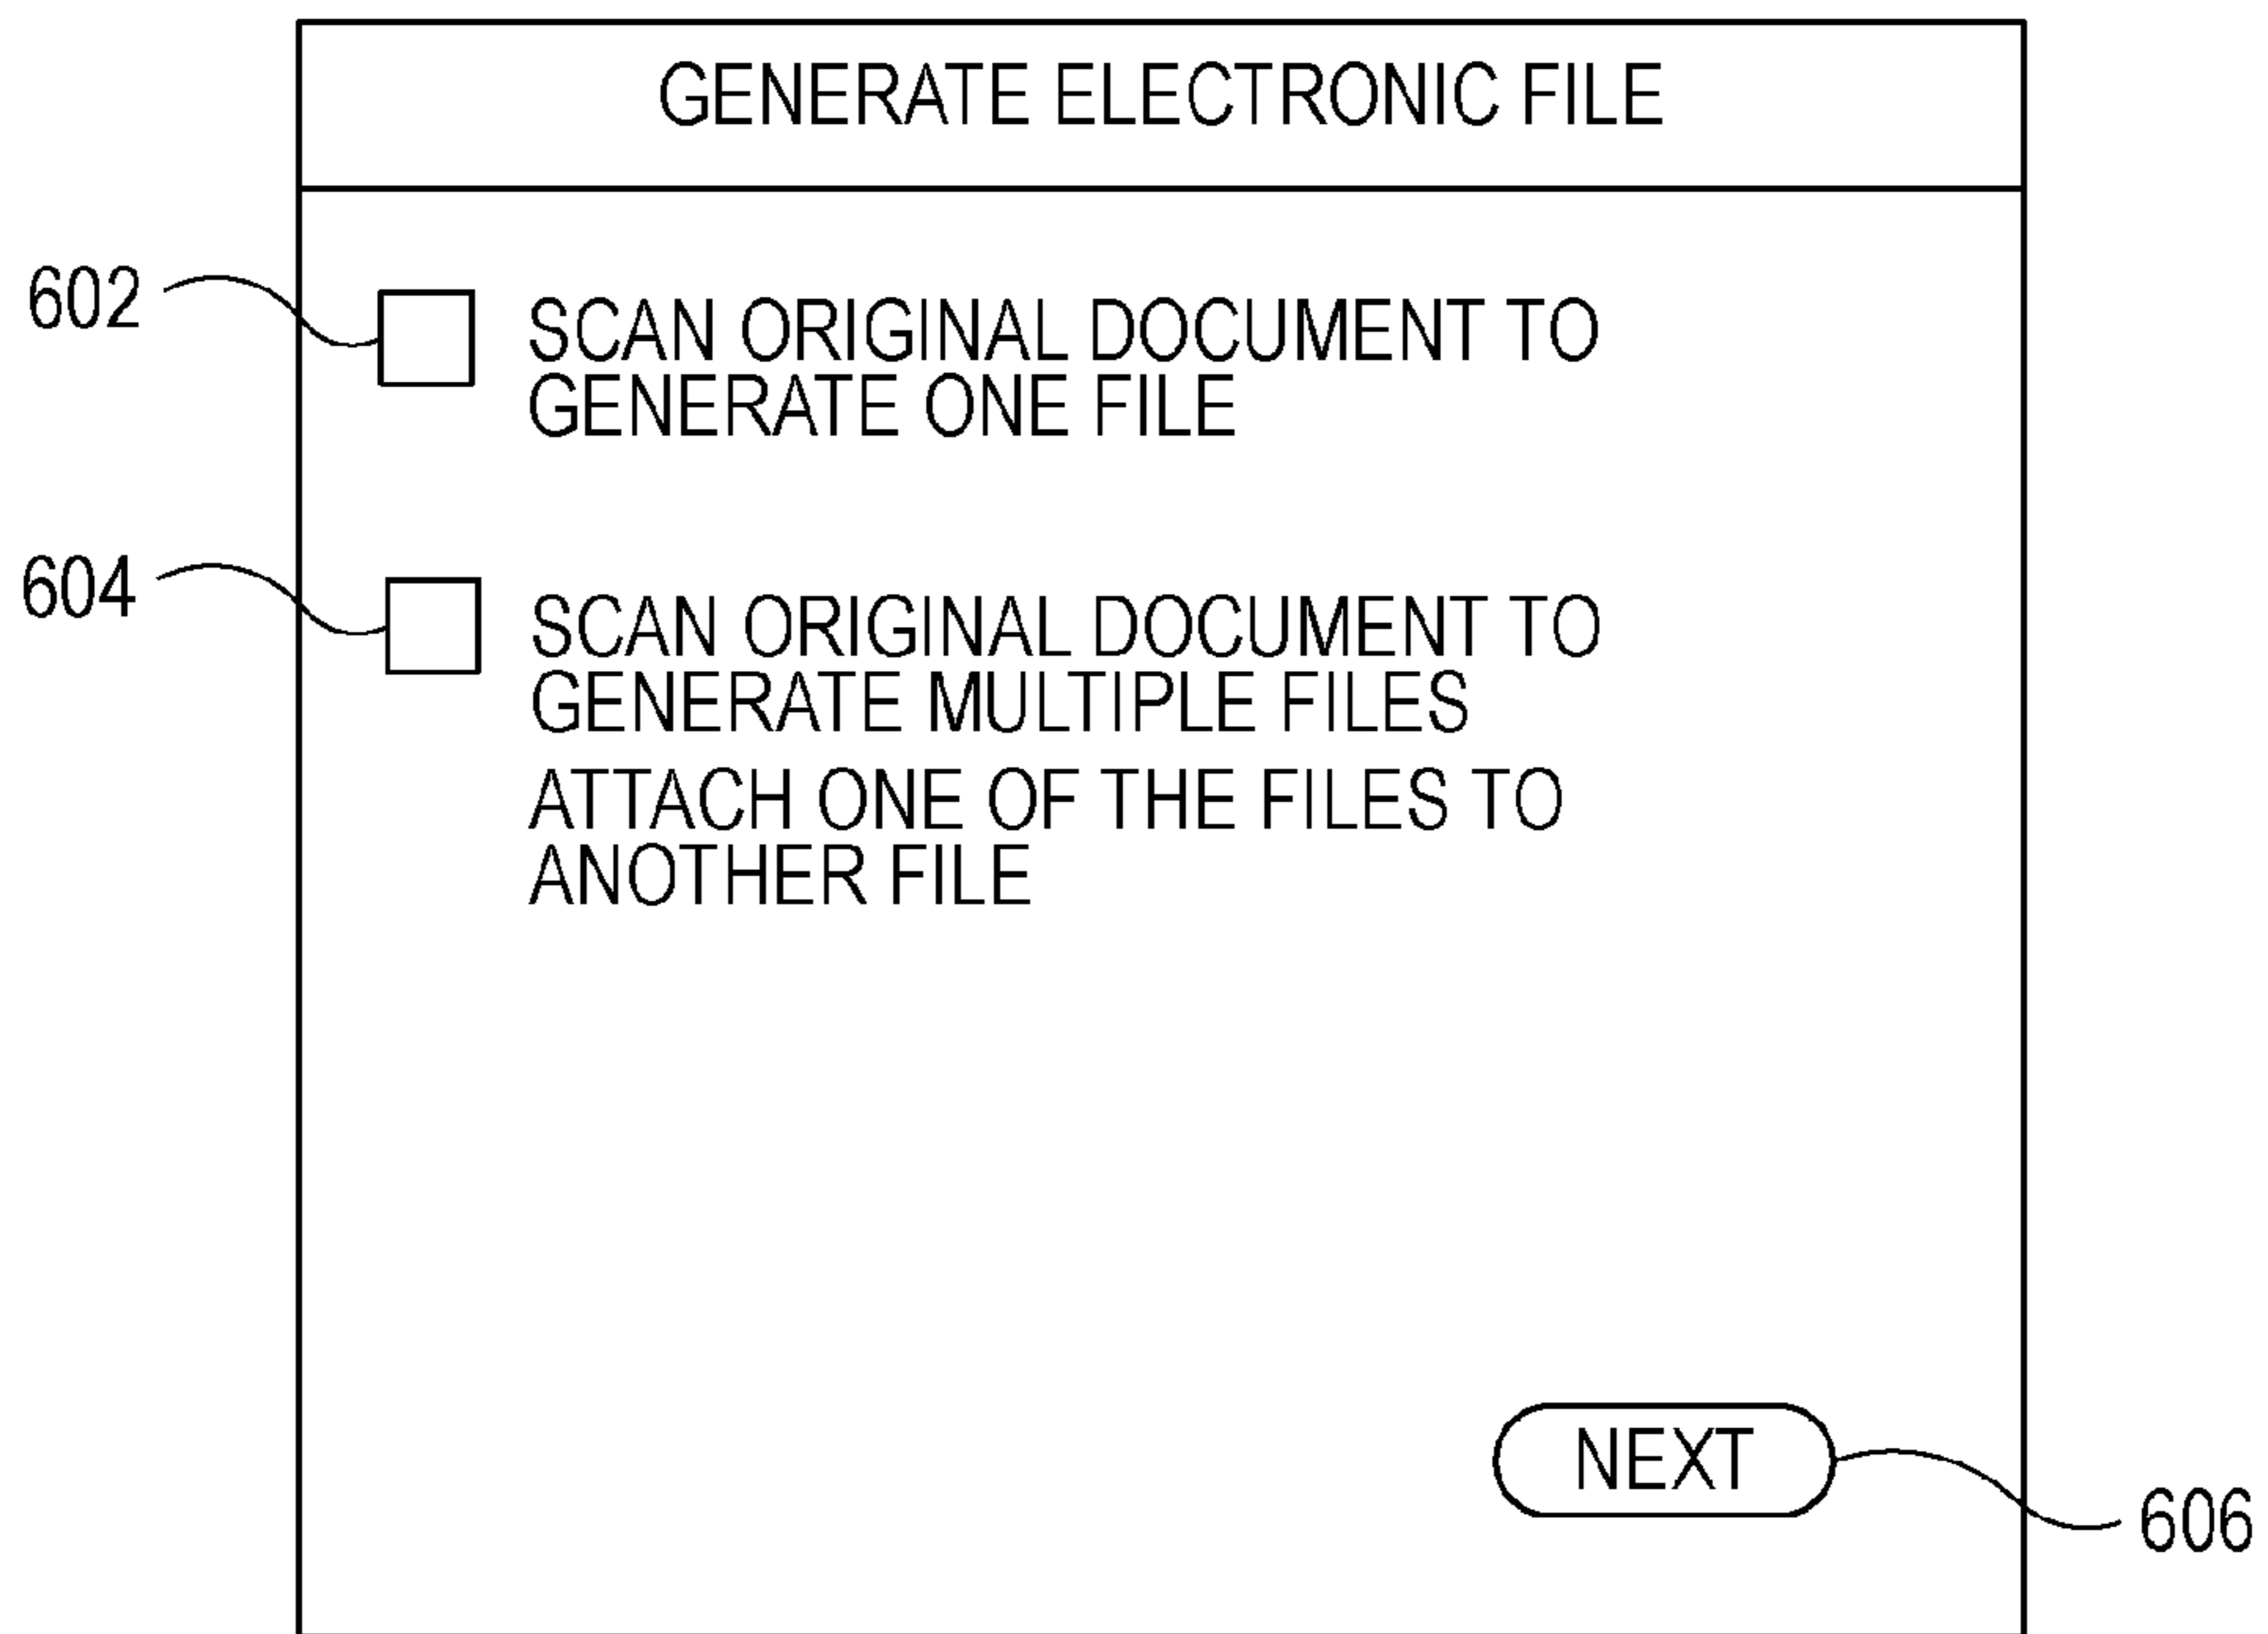 GENERATE ELECTRONIC FILE
602
SCAN ORIGINAL DOCUMENT TO
GENERATE ONE FILE
604
SCAN ORIGINAL DOCUMENT TO
GENERATE MULTIPLE FILES
ATTACH ONE OF THE FILES TO
ANOTHER FILE
NEXT
606